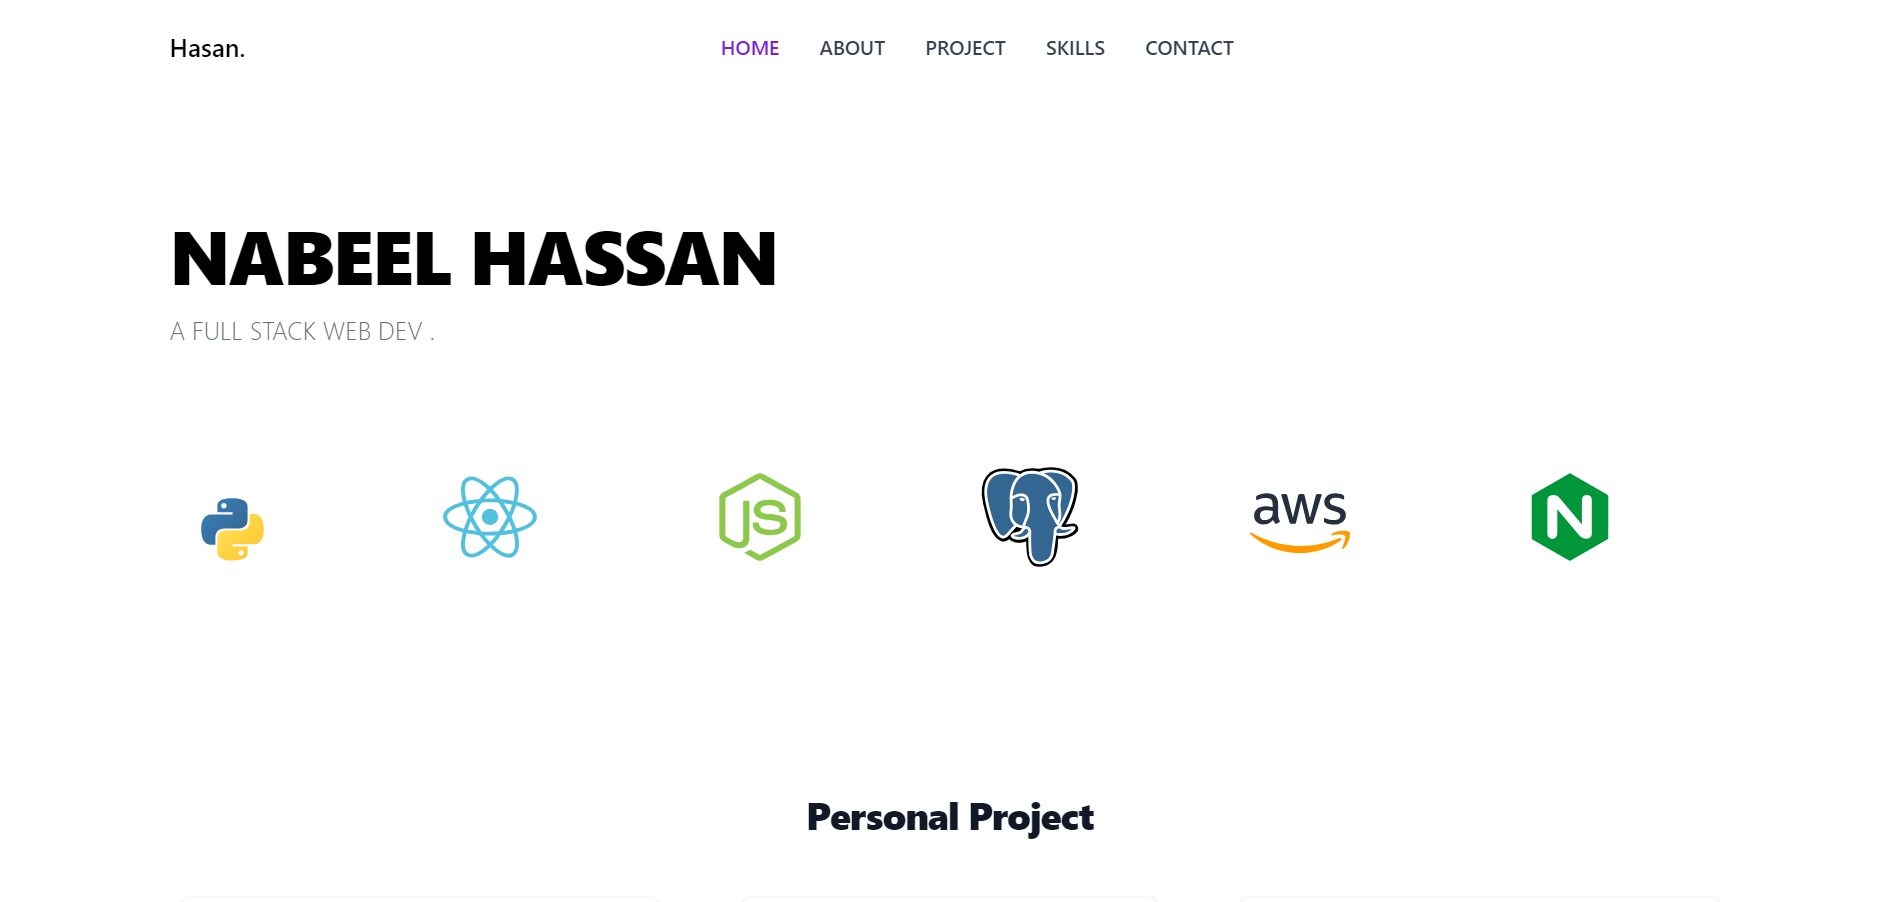 Hasan.
HOME ABOUT PROJECT SKILLS CONTACT
NABEEL HASSAN
A FULL STACK WEB DEV .
JS
aws
N
Personal Project